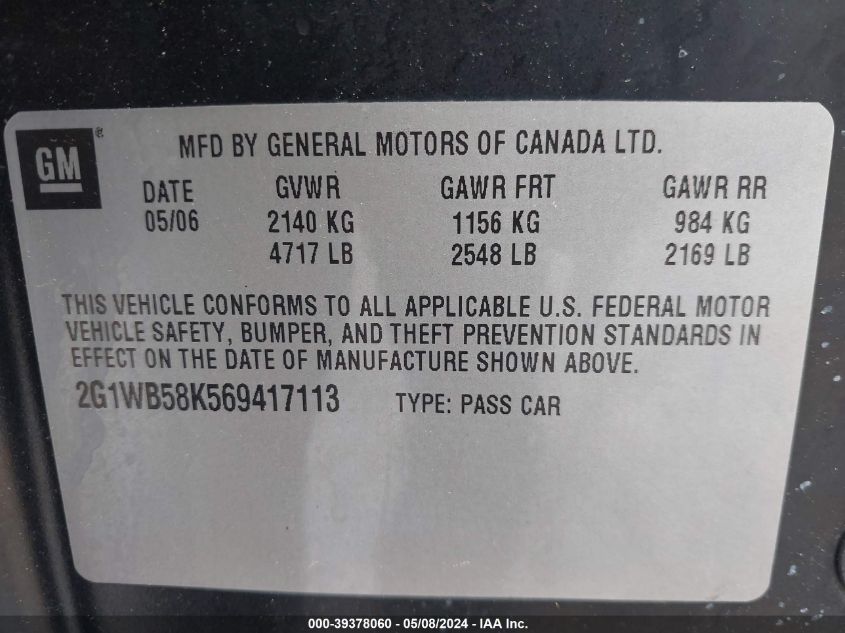 GM ®
MFD BY GENERAL MOTORS OF CANADA LTD.
DATE GVWR GAWR FRT GAWR RR
05/06 2140 KG 1156 KG 984 KG
4717 LB 2548 LB 2169 LB
THIS VEHICLE CONFORMS TO ALL APPLICABLE U.S. FEDERAL MOTOR
VEHICLE SAFETY, BUMPER, AND THEFT PREVENTION STANDARDS IN
EFFECT ON THE DATE OF MANUFACTURE SHOWN ABOVE.
2G1WB58K569417113 TYPE: PASS CAR
000-39378060 - 05/08/2024 - IAA Inc.